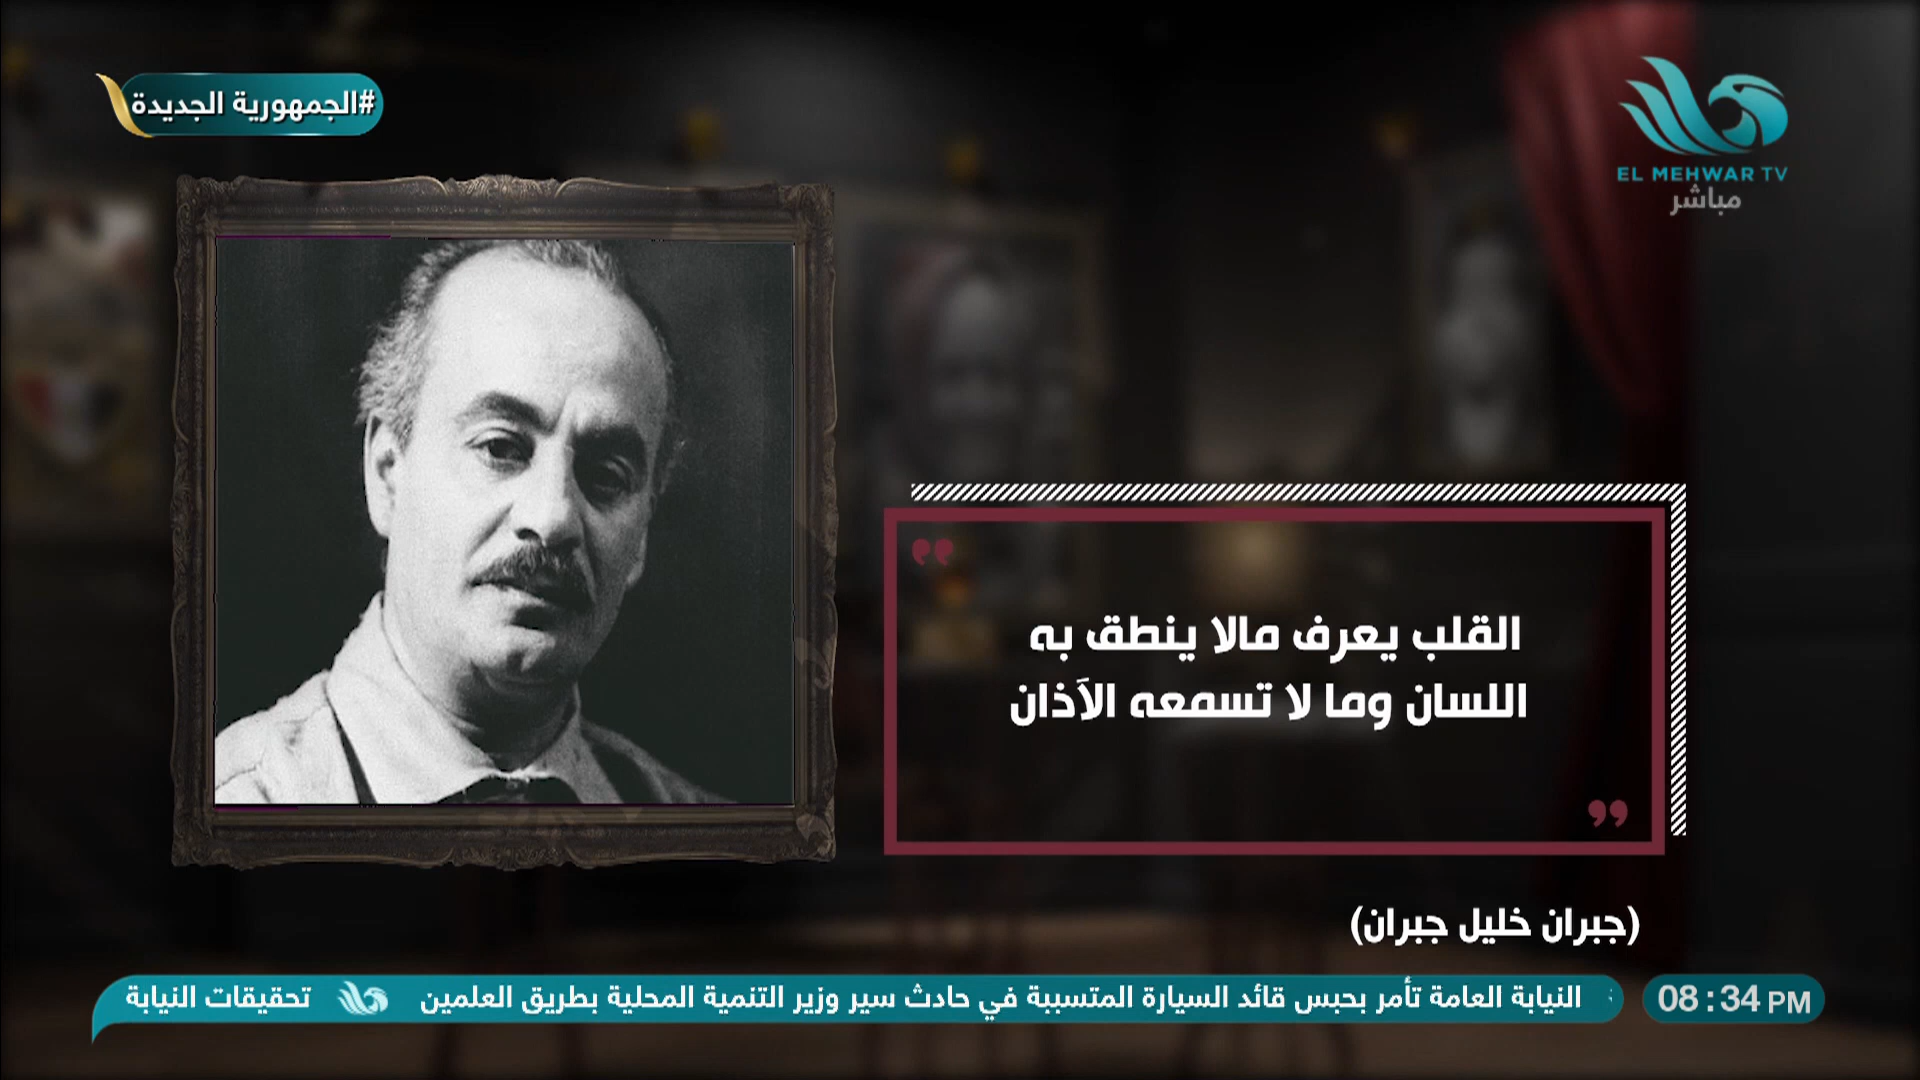 #الجمهورية الجديدة
EL MEHWAR TV
مباشر
القلب يعرف مالا ينطق به
اللسان وما لا تسمعه الآذان
(جبران خليل جبران)
النيابة العامة تأمر بحبس قائد السيارة المتسببة في حادث سير وزير التنمية المحلية بطريق العلمين
تحقيقات النيابة
08:34 PM